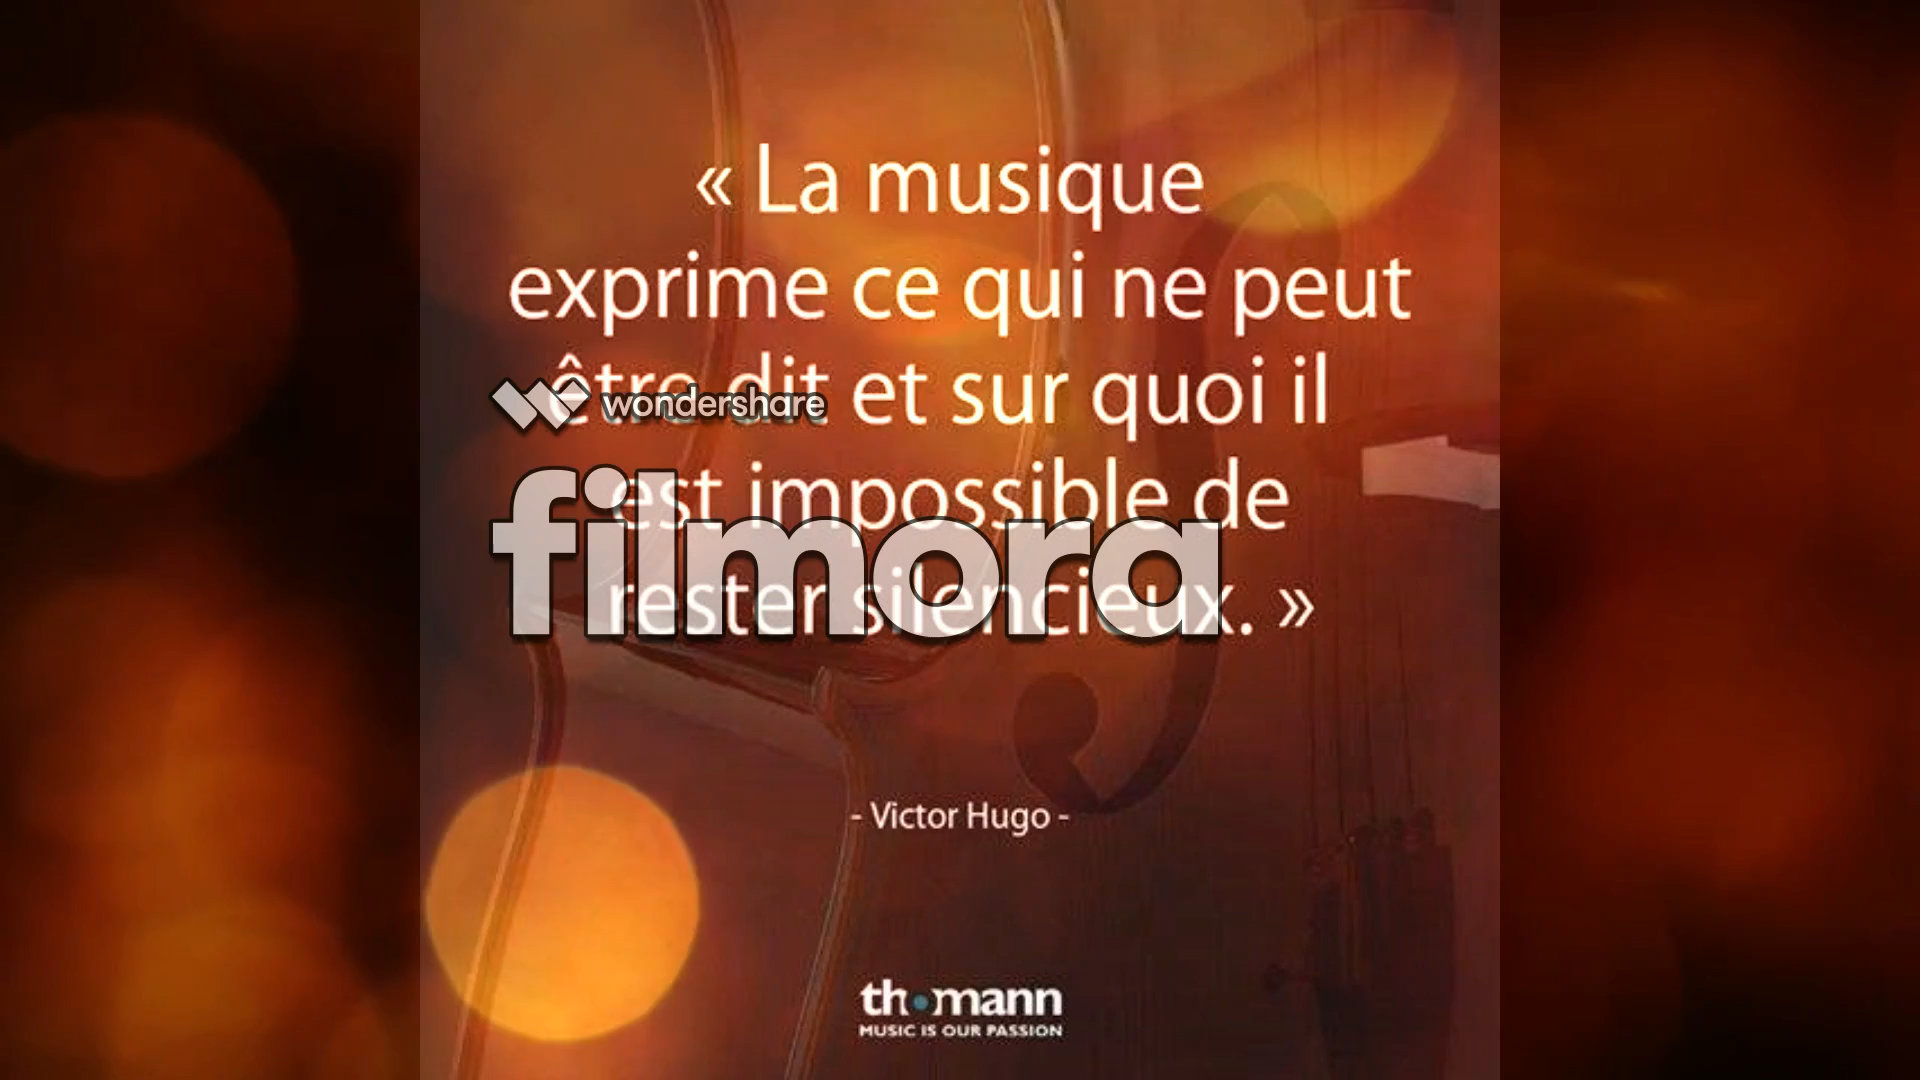 « La musique
exprime ce qui ne peut
être dit et sur quoi il
wondershare
est impossible de
filmora
rester silencieux. »
- Victor Hugo -
thomann
MUSIC IS OUR PASSION